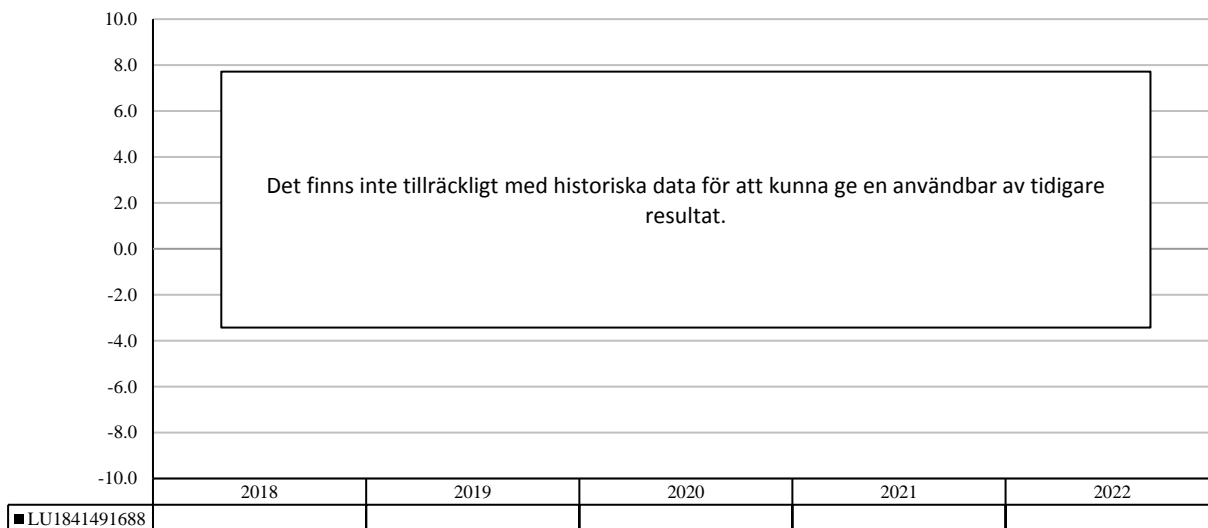 10.0
8.0
6.0
4.0
2.0
0.0
-2.0
-4.0
-6.0
-8.0
-10.0
Det finns inte tillräckligt med historiska data för att kunna ge en användbar av tidigare
resultat.
2018 2019 2020 2021 2022
LU1841491688